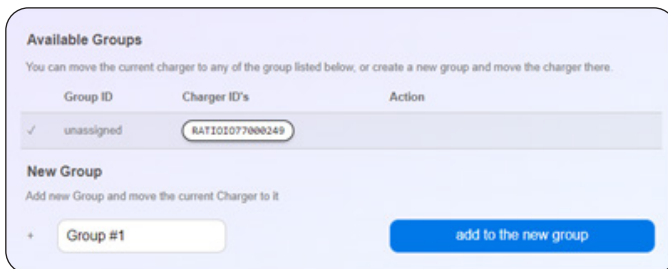 Available Groups
You can move the current charger to any of the group listed below, or create a new group and move the charger there.
Group ID Charger ID's Action
✓ unassigned RATIOIO77000249
New Group
Add new Group and move the current Charger to it
+ Group #1 add to the new group